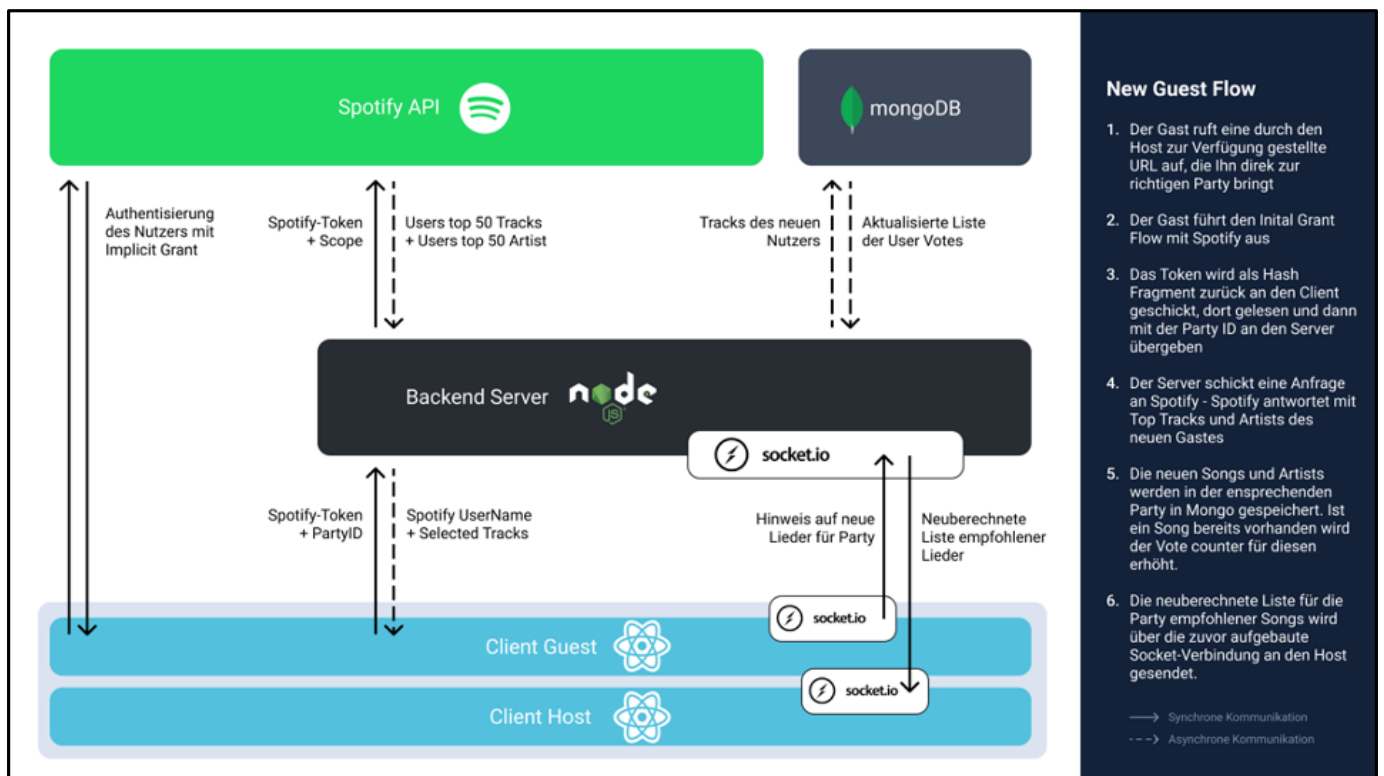 Spotify API
mongoDB
Authentisierung
des Nutzers mit
Implicit Grant
Spotify-Token
+ Scope
Users top 50 Tracks
+ Users top 50 Artist
Tracks des neuen
Nutzers
Aktualisierte Liste
der User Votes
Backend Server
node
JS
socket.io
Spotify-Token
+ PartyID
Spotify UserName
+ Selected Tracks
Hinweis auf neue
Lieder für Party
Neuberechnete
Liste empfohlener
Lieder
socket.io
Client Guest
socket.io
Client Host
New Guest Flow
1. Der Gast ruft eine durch den
Host zur Verfügung gestellte
URL auf, die Ihn direk zur
richtigen Party bringt
2. Der Gast führt den Inital Grant
Flow mit Spotify aus
3. Das Token wird als Hash
Fragment zurück an den Client
geschickt, dort gelesen und dann
mit der Party ID an den Server
übergeben
4. Der Server schickt eine Anfrage
an Spotify - Spotify antwortet mit
Top Tracks und Artists des
neuen Gastes
5. Die neuen Songs und Artists
werden in der ensprechenden
Party in Mongo gespeichert. Ist
ein Song bereits vorhanden wird
der Vote counter für diesen
erhöht.
6. Die neuberechnete Liste für die
Party empfohlener Songs wird
über die zuvor aufgebaute
Socket-Verbindung an den Host
gesendet.
Synchrone Kommunikation
Asynchrone Kommunikation